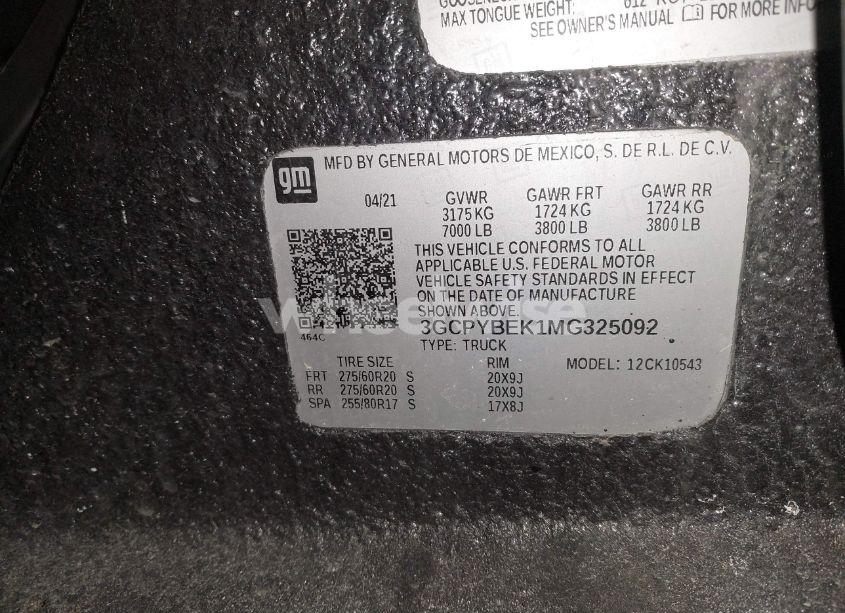 MAX TONGUE WEIGHT: 612 KG
SEE OWNER'S MANUAL FOR MORE INFO
gm MFD BY GENERAL MOTORS DE MEXICO, S. DE R.L. DE C.V.
04/21 GVWR GAWR FRT GAWR RR
3175 KG 1724 KG 1724 KG
7000 LB 3800 LB 3800 LB
THIS VEHICLE CONFORMS TO ALL
APPLICABLE U.S. FEDERAL MOTOR
VEHICLE SAFETY STANDARDS IN EFFECT
ON THE DATE OF MANUFACTURE
SHOWN ABOVE.
3GCPYBEK1MG325092
464C TYPE: TRUCK
TIRE SIZE RIM MODEL: 12CK10543
FRT 275/60R20 S 20X9J
RR 275/60R20 S 20X9J
SPA 255/80R17 S 17X8J